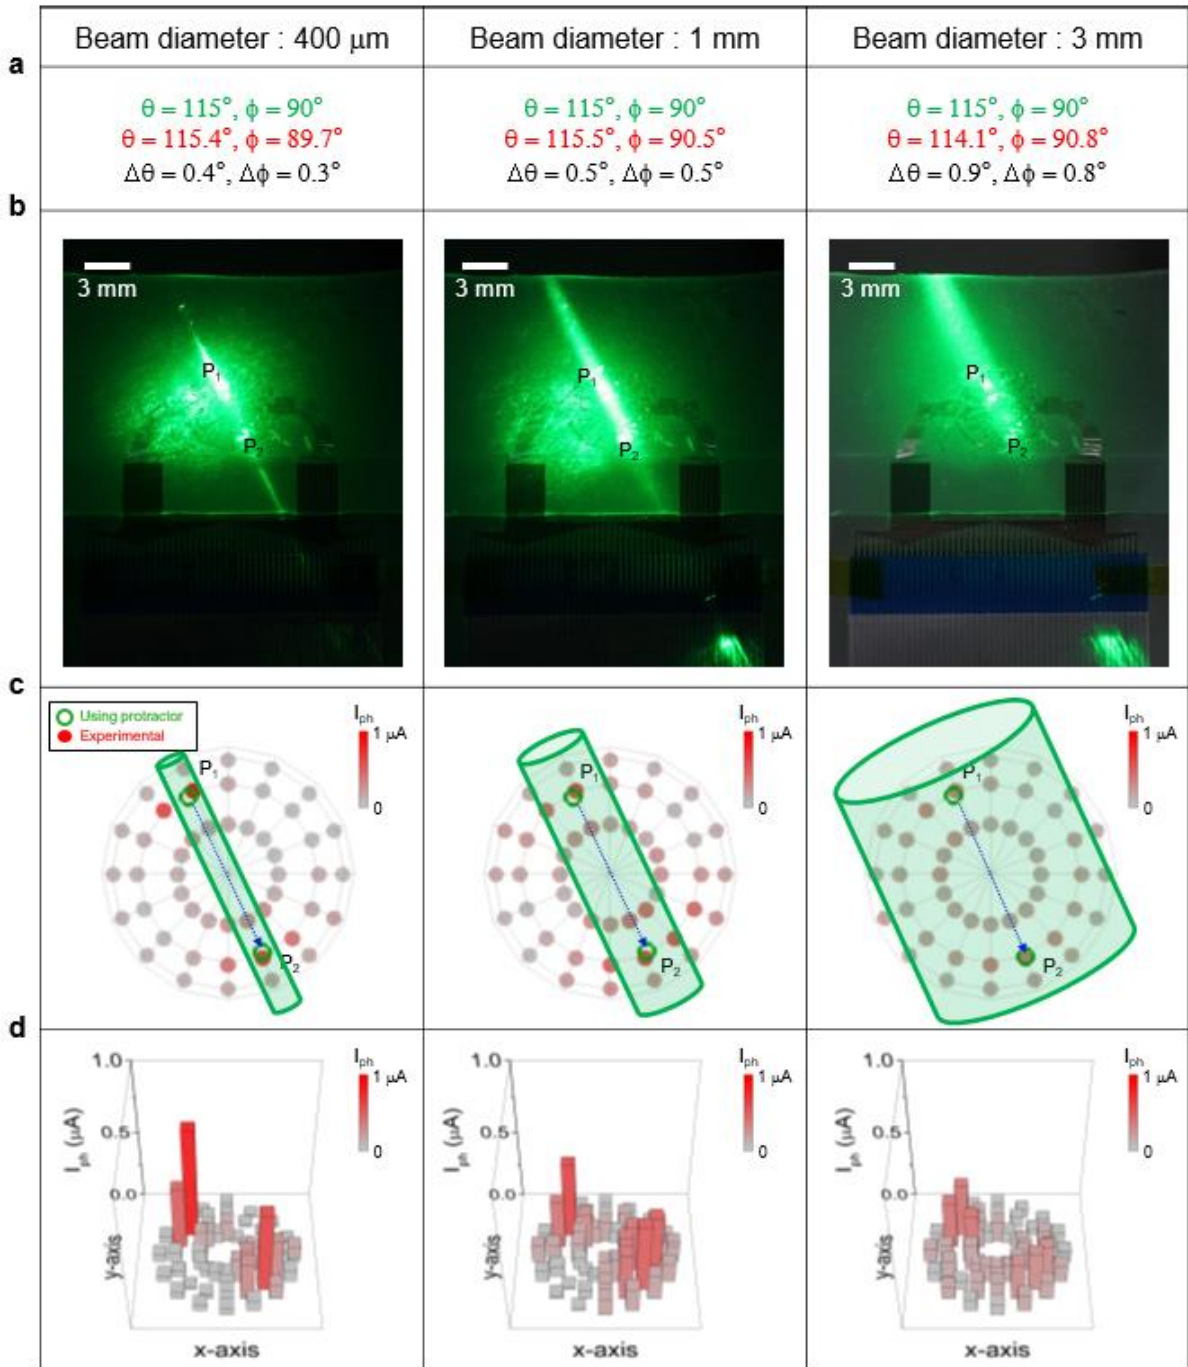 Beam diameter : 400 μm
Beam diameter : 1 mm
Beam diameter : 3 mm
a
θ = 115°, ϕ = 90°
θ = 115.4°, ϕ = 89.7°
Δθ = 0.4°, Δϕ = 0.3°
θ = 115°, ϕ = 90°
θ = 115.5°, ϕ = 90.5°
Δθ = 0.5°, Δϕ = 0.5°
θ = 115°, ϕ = 90°
θ = 114.1°, ϕ = 90.8°
Δθ = 0.9°, Δϕ = 0.8°
b
3 mm
P₁
P₂
3 mm
P₁
P₂
3 mm
P₁
P₂
c
Using protractor
Experimental
Iₚₕ
1 μA
0
P₁
P₂
Iₚₕ
1 μA
0
P₁
P₂
Iₚₕ
1 μA
0
P₁
P₂
d
Iₚₕ
1 μA
0
1.0
0.5
0.0
Iₚₕ (μA)
y-axis
x-axis
Iₚₕ
1 μA
0
1.0
0.5
0.0
Iₚₕ (μA)
y-axis
x-axis
Iₚₕ
1 μA
0
1.0
0.5
0.0
Iₚₕ (μA)
y-axis
x-axis